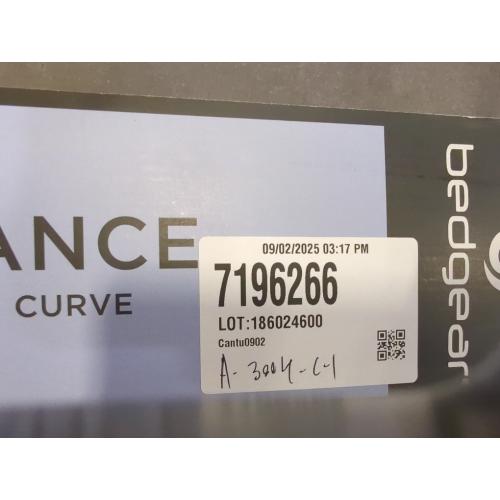 ANCE
CURVE
bedgear
09/02/2025 03:17 PM
7196266
LOT:186024600
Cantu0902
A-3004-C-1